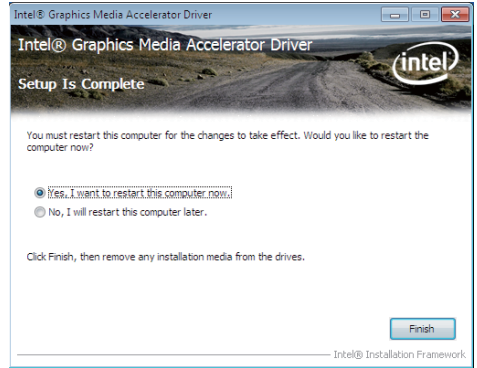 Intel® Graphics Media Accelerator Driver
Intel® Graphics Media Accelerator Driver
intel
Setup Is Complete
You must restart this computer for the changes to take effect. Would you like to restart the
computer now?
Yes, I want to restart this computer now.
No, I will restart this computer later.
Click Finish, then remove any installation media from the drives.
Finish
Intel® Installation Framework